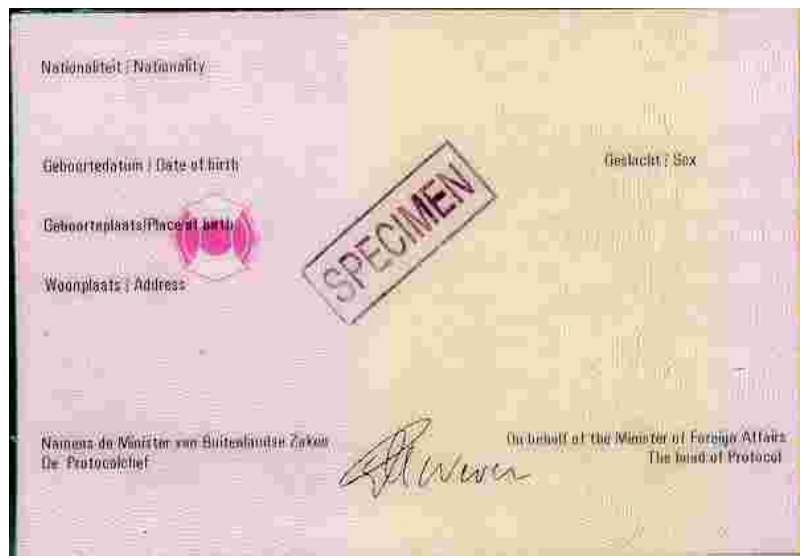 Nationaliteit / Nationality
Geboortedatum / Date of birth
Geslacht / Sex
Geboorteplaats/Place of birth
Woonplaats / Address
SPECIMEN
Namens de Minister van Buitenlandse Zaken
De Protocolchef
On behalf of the Minister of Foreign Affairs
The head of Protocol